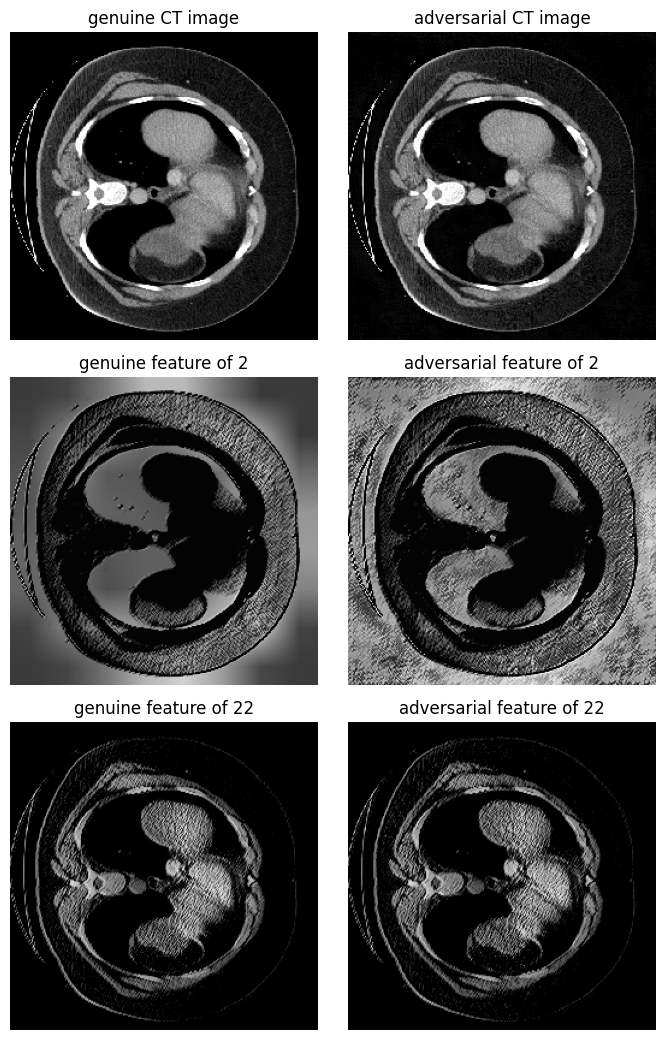 genuine CT image
adversarial CT image
genuine feature of 2
adversarial feature of 2
genuine feature of 22
adversarial feature of 22